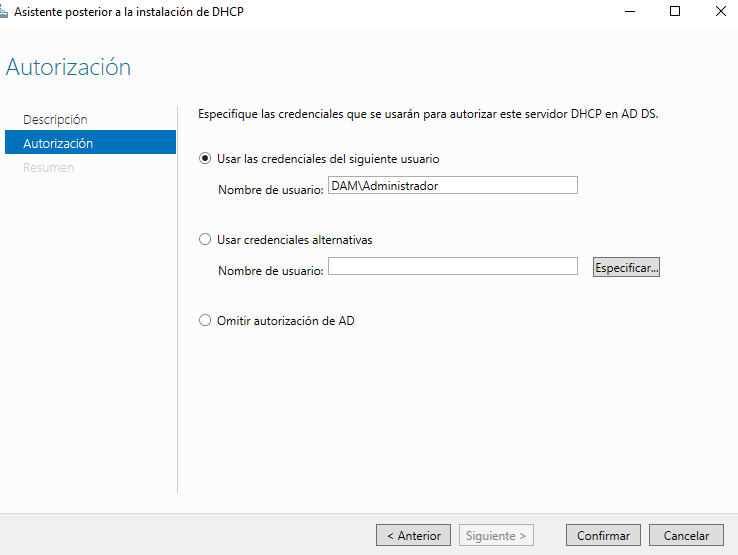 Asistente posterior a la instalación de DHCP
Autorización
Descripción
Autorización
Resumen
Especifique las credenciales que se usarán para autorizar este servidor DHCP en AD DS.
Usar las credenciales del siguiente usuario
Nombre de usuario: DAM\Administrador
Usar credenciales alternativas
Nombre de usuario: Especificar...
Omitir autorización de AD
< Anterior Siguiente > Confirmar Cancelar